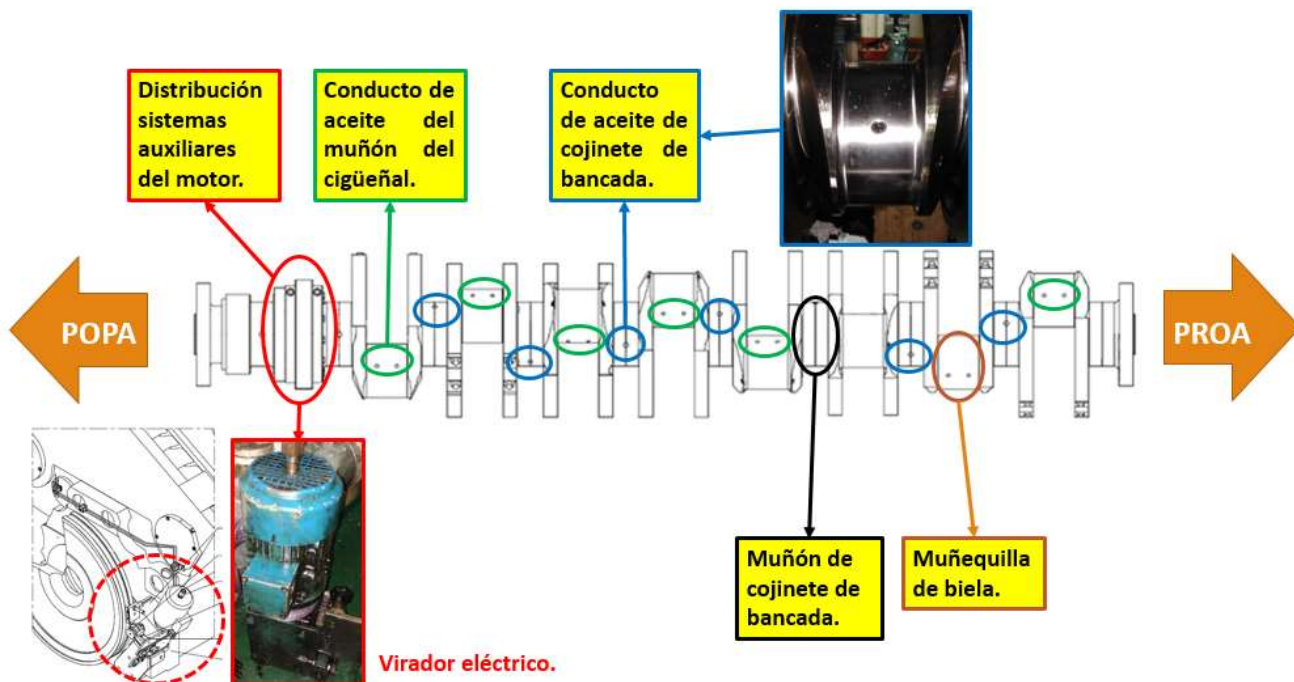 Distribución
sistemas
auxiliares
del motor.
Conducto de
aceite del
muñón del
cigüeñal.
Conducto
de aceite de
cojinete de
bancada.
POPA
PROA
Muñón de
cojinete de
bancada.
Muñequilla
de biela.
Virador eléctrico.